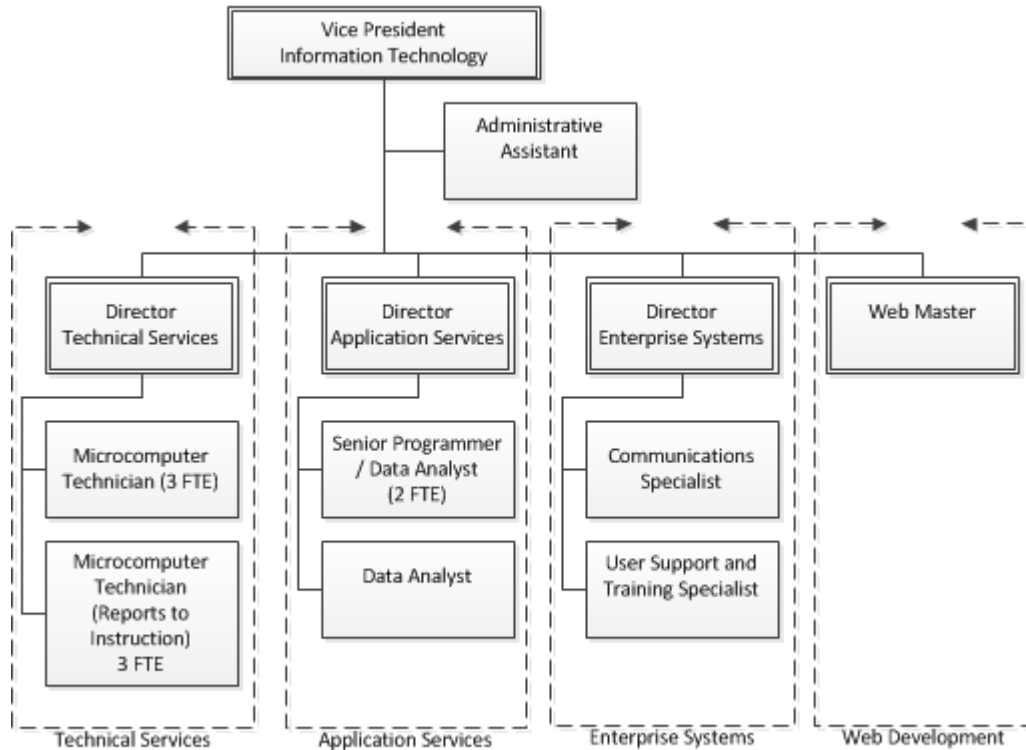 Vice President
Information Technology
Administrative
Assistant
Director
Technical Services
Director
Application Services
Director
Enterprise Systems
Web Master
Microcomputer
Technician (3 FTE)
Senior Programmer
/ Data Analyst
(2 FTE)
Communications
Specialist
Microcomputer
Technician
(Reports to
Instruction)
3 FTE
Data Analyst
User Support and
Training Specialist
Technical Services
Application Services
Enterprise Systems
Web Development